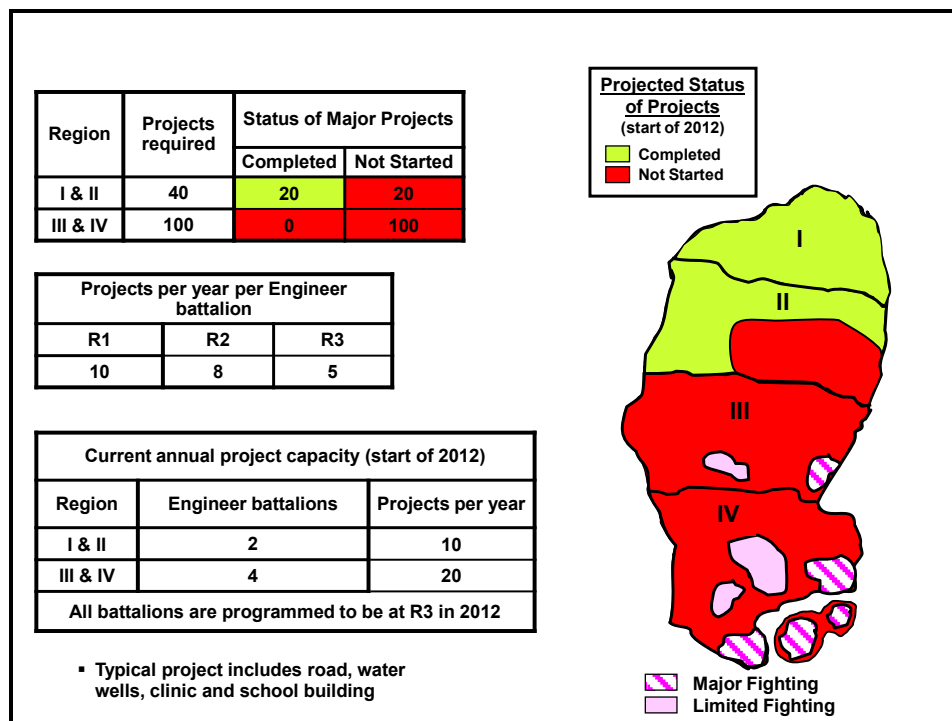 Region
Projects
required
Status of Major Projects
Completed
Not Started
I & II
40
20
20
III & IV
100
0
100
Projects per year per Engineer
battalion
R1
R2
R3
10
8
5
Current annual project capacity (start of 2012)
Region
Engineer battalions
Projects per year
I & II
2
10
III & IV
4
20
All battalions are programmed to be at R3 in 2012
▪ Typical project includes road, water
wells, clinic and school building
Projected Status
of Projects
(start of 2012)
Completed
Not Started
I
II
III
IV
Major Fighting
Limited Fighting